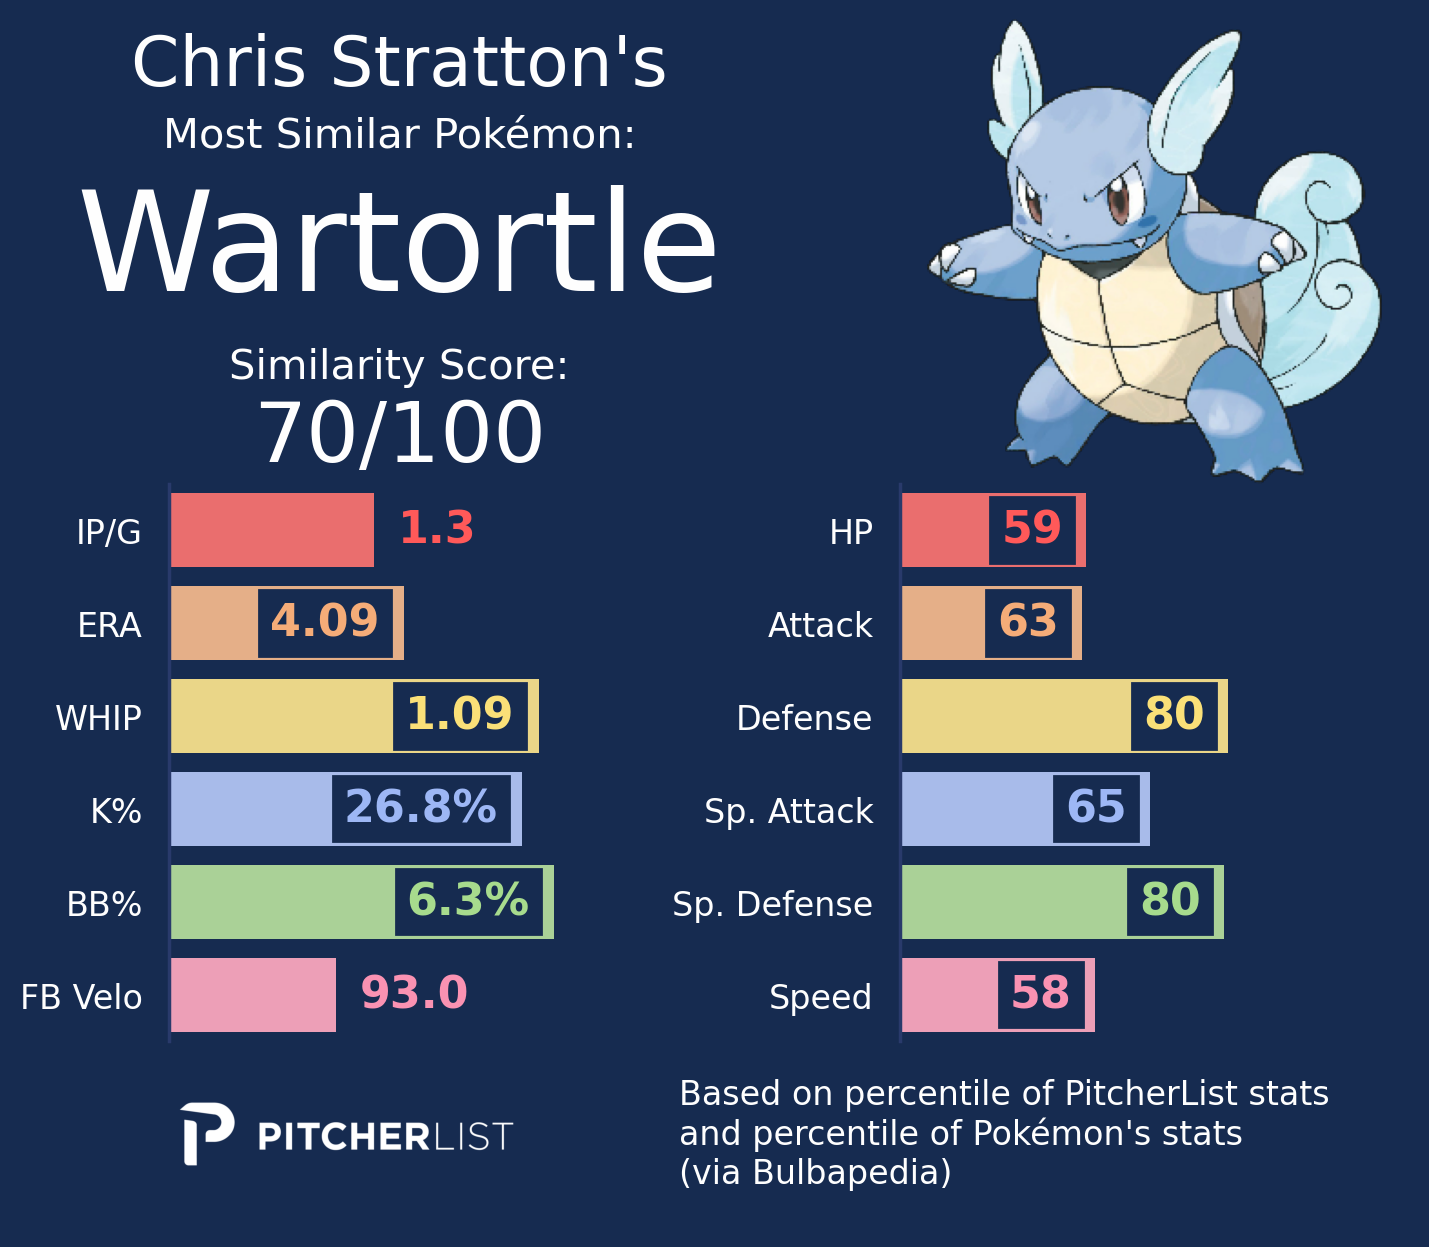 Chris Stratton's
Most Similar Pokémon:
Wartortle
Similarity Score:
70/100
IP/G 1.3
ERA 4.09
WHIP 1.09
K% 26.8%
BB% 6.3%
FB Velo 93.0
HP 59
Attack 63
Defense 80
Sp. Attack 65
Sp. Defense 80
Speed 58
PITCHERLIST
Based on percentile of PitcherList stats
and percentile of Pokémon's stats
(via Bulbapedia)